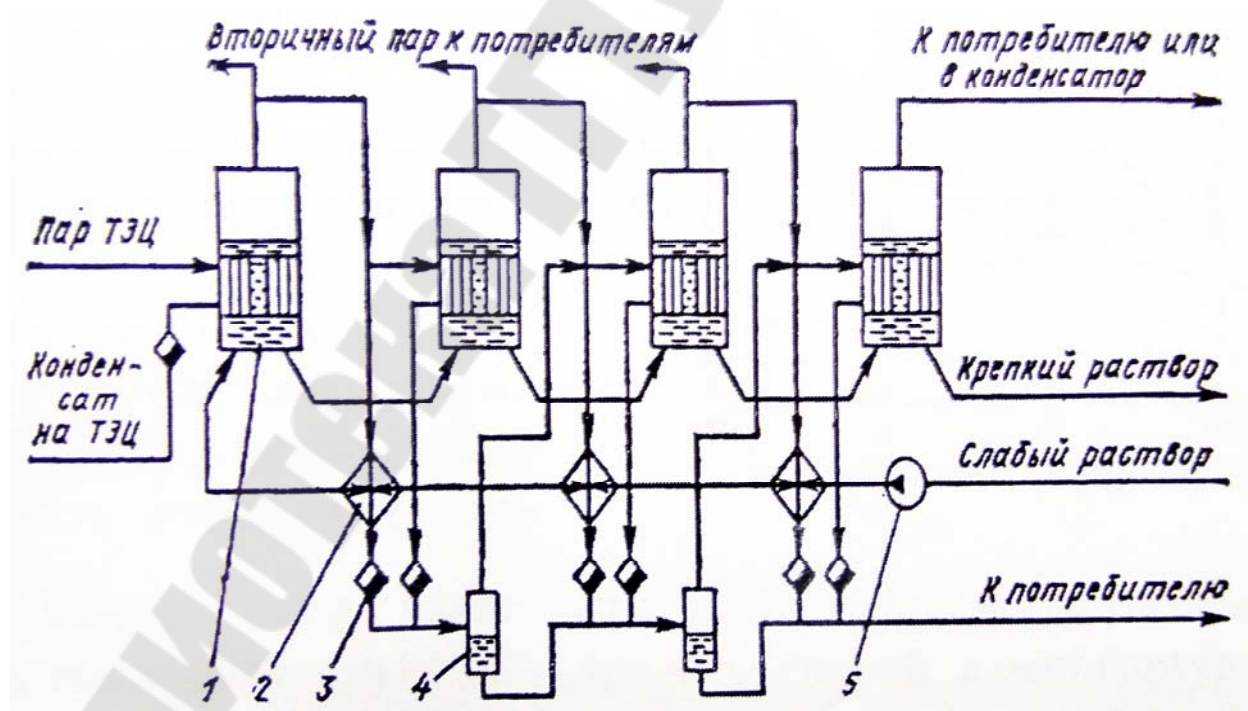 Вторичный пар к потребителям
К потребителю или
в конденсатор
Пар ТЭЦ
Конден-
сат
на ТЭЦ
Крепкий раствор
Слабый раствор
К потребителю
1 2 3 4 5